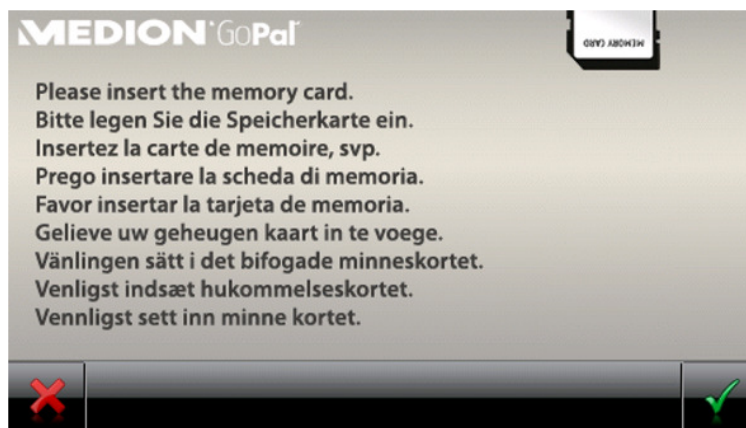 MEDION GoPal
MEMORY CARD
Please insert the memory card.
Bitte legen Sie die Speicherkarte ein.
Insertez la carte de memoire, svp.
Prego insertare la scheda di memoria.
Favor insertar la tarjeta de memoria.
Gelieve uw geheugen kaart in te voege.
Vänlingen sätt i det bifogade minneskortet.
Venligst indsæt hukommelseskortet.
Vennligst sett inn minne kortet.